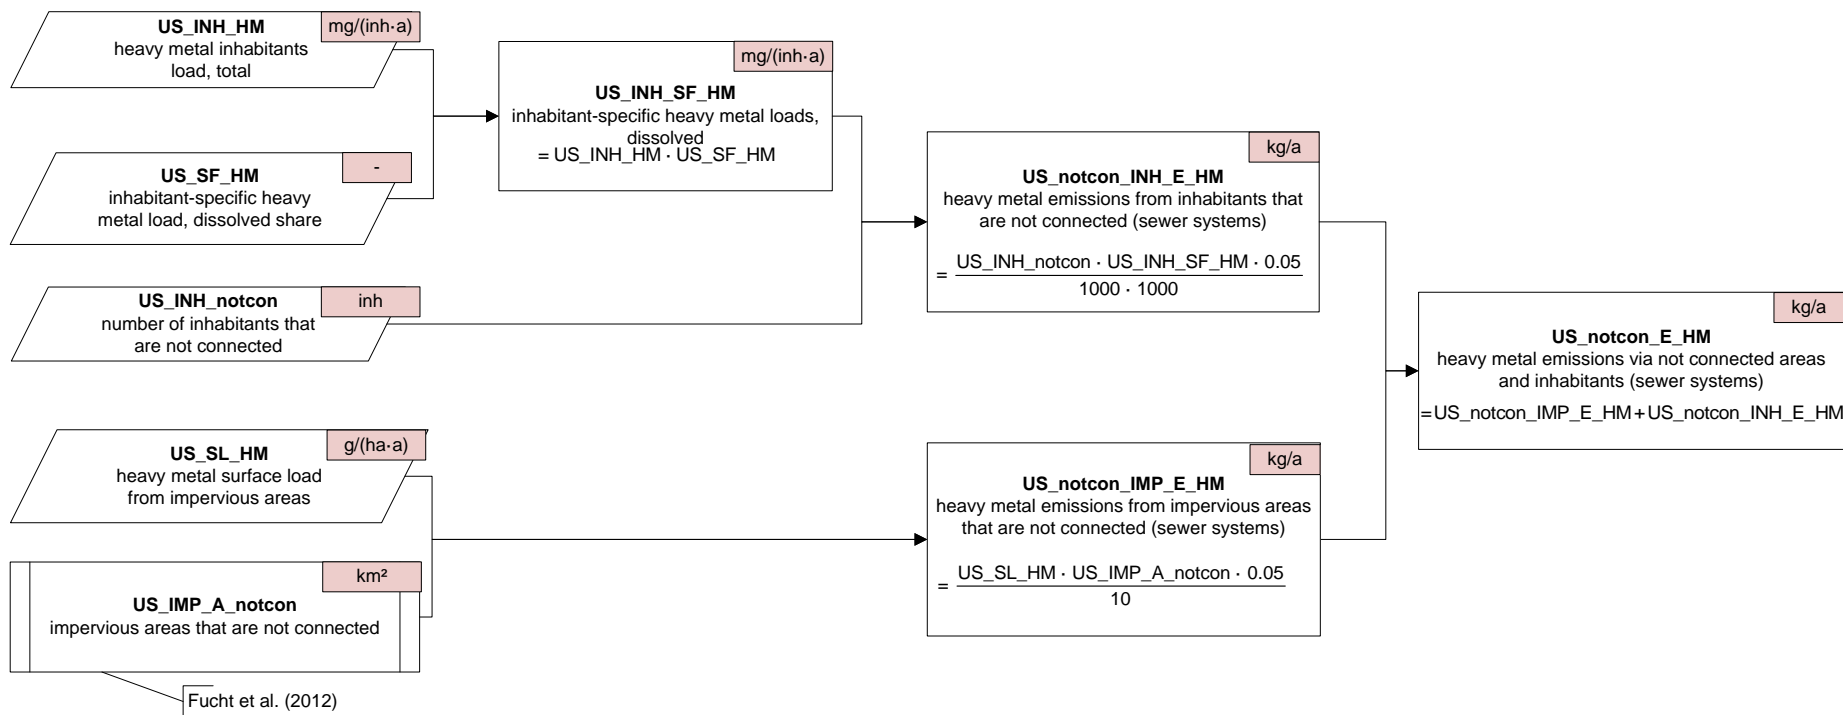 US_INH_HM
mg/(inh·a)
heavy metal inhabitants
load, total
US_SF_HM
-
inhabitant-specific heavy
metal load, dissolved share
US_INH_notcon
inh
number of inhabitants that
are not connected
US_SL_HM
g/(ha·a)
heavy metal surface load
from impervious areas
km²
US_IMP_A_notcon
impervious areas that are not connected
Fucht et al. (2012)
mg/(inh·a)
US_INH_SF_HM
inhabitant-specific heavy metal loads,
dissolved
= US_INH_HM · US_SF_HM
kg/a
US_notcon_INH_E_HM
heavy metal emissions from inhabitants that
are not connected (sewer systems)
= US_INH_notcon · US_INH_SF_HM · 0.05
1000 · 1000
kg/a
US_notcon_IMP_E_HM
heavy metal emissions from impervious areas
that are not connected (sewer systems)
= US_SL_HM · US_IMP_A_notcon · 0.05
10
kg/a
US_notcon_E_HM
heavy metal emissions via not connected areas
and inhabitants (sewer systems)
=US_notcon_IMP_E_HM+US_notcon_INH_E_HM